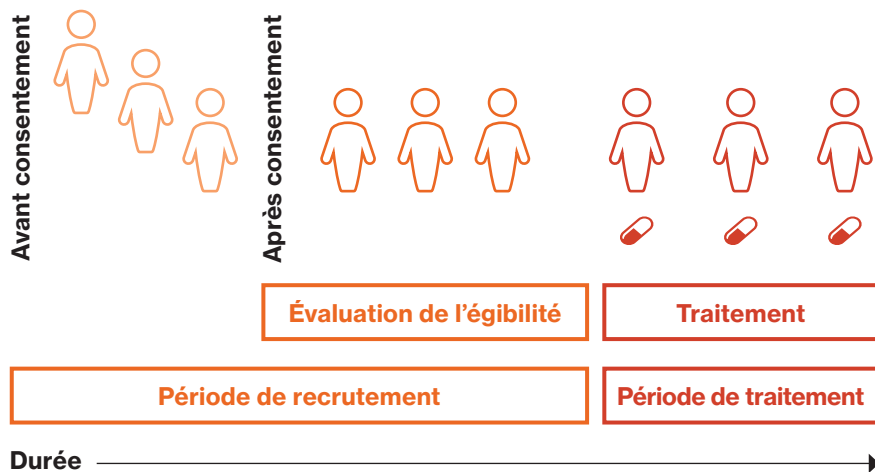 Avant consentement
Après consentement
Évaluation de l’égibilité
Traitement
Période de recrutement
Période de traitement
Durée